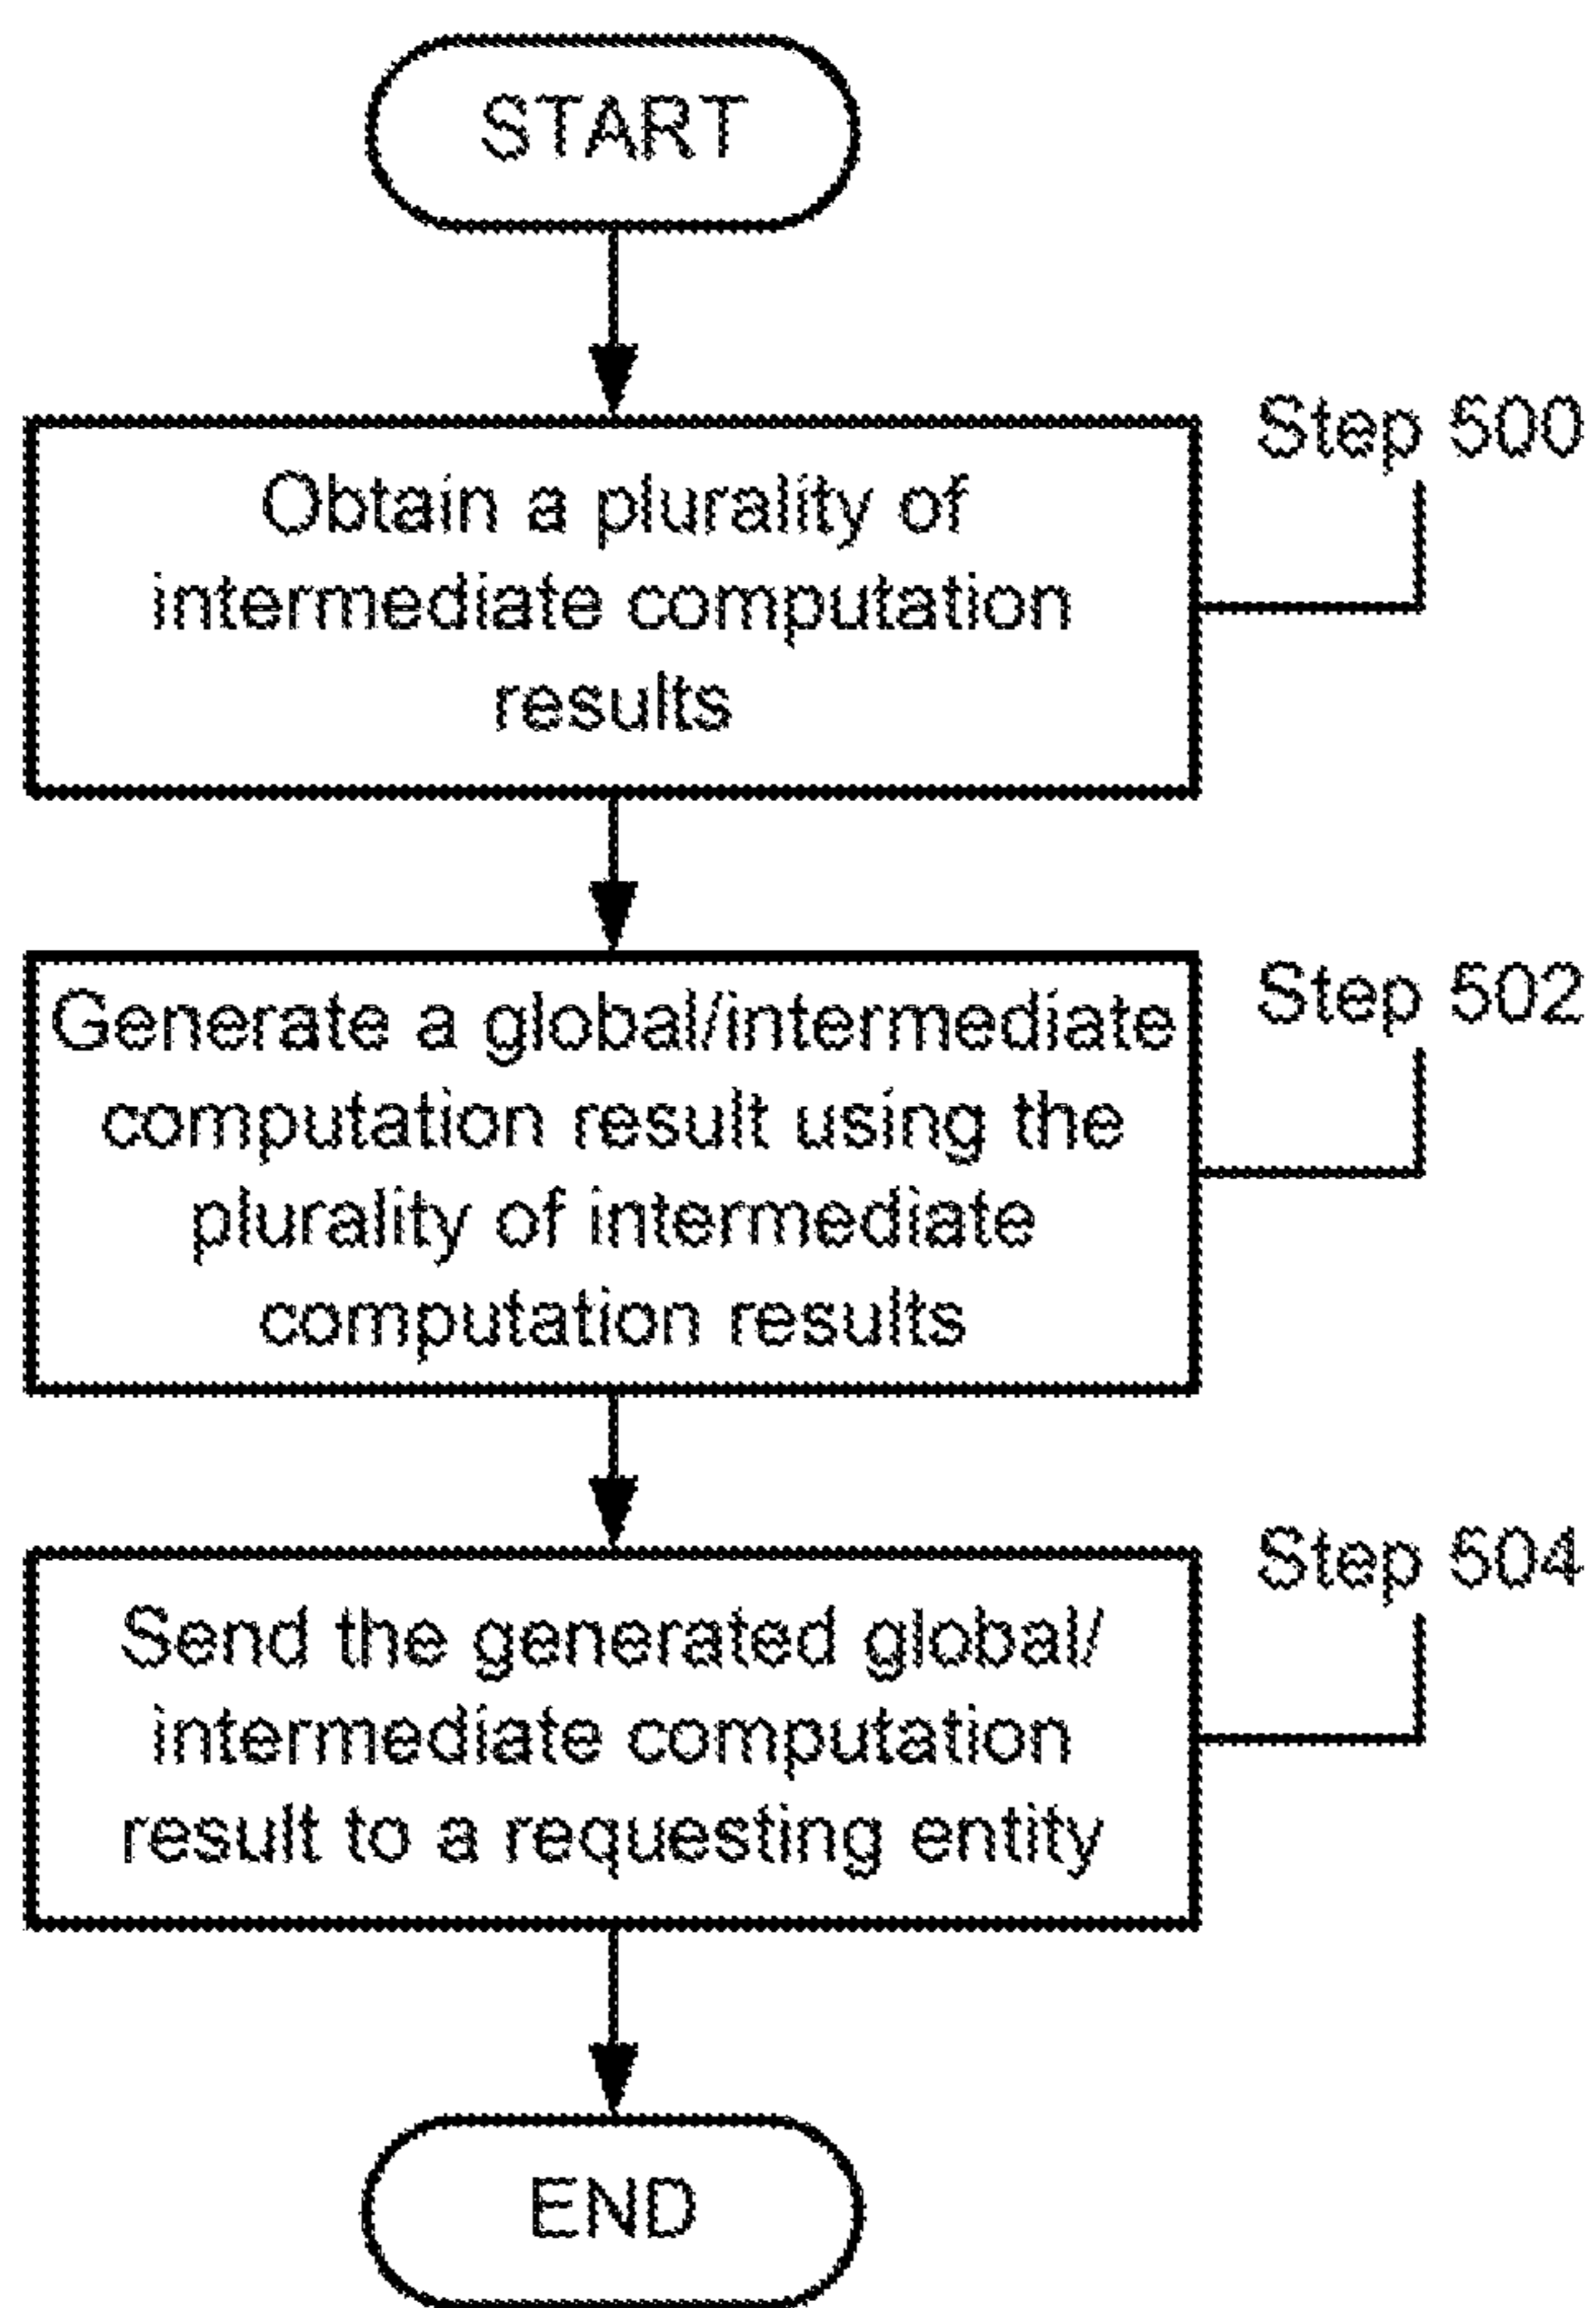 START
Step 500
Obtain a plurality of
intermediate computation
results
Step 502
Generate a global/intermediate
computation result using the
plurality of intermediate
computation results
Step 504
Send the generated global/
intermediate computation
result to a requesting entity
END